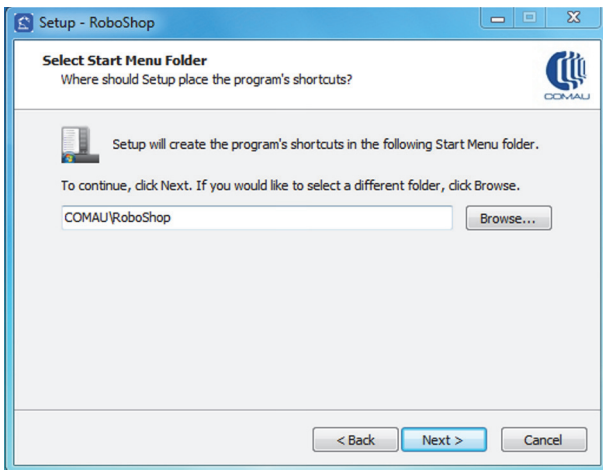 Setup - RoboShop
Select Start Menu Folder
Where should Setup place the program's shortcuts?
COMAU
Setup will create the program's shortcuts in the following Start Menu folder.
To continue, click Next. If you would like to select a different folder, click Browse.
COMAU\RoboShop
Browse...
< Back
Next >
Cancel